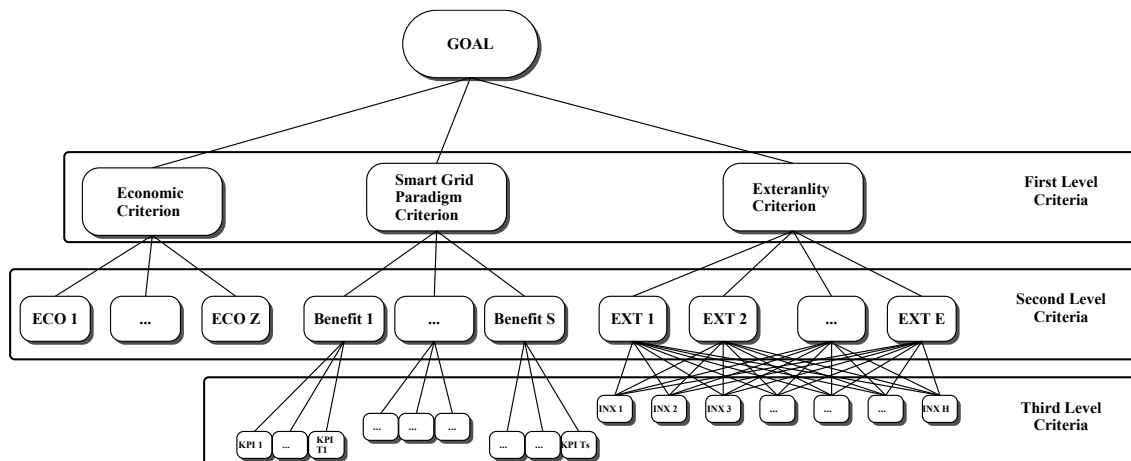 GOAL
Economic
Criterion
Smart Grid
Paradigm
Criterion
Exteranlity
Criterion
First Level
Criteria
ECO 1
...
ECO Z
Benefit 1
...
Benefit S
EXT 1
EXT 2
...
EXT E
Second Level
Criteria
INX 1
INX 2
INX 3
...
...
...
INX H
...
...
...
Third Level
Criteria
KPI 1
...
KPI
T1
...
...
KPI Ts